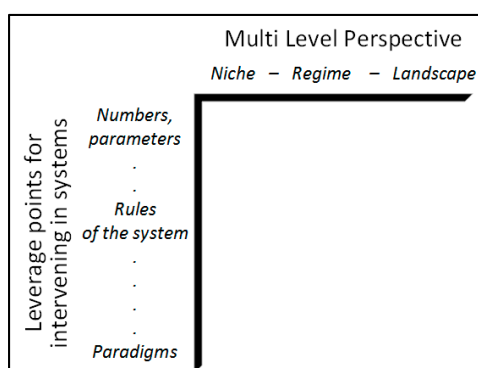 Multi Level Perspective
Niche – Regime – Landscape
Leverage points for
intervening in systems
Numbers,
parameters
.
.
Rules
of the system
.
.
.
.
Paradigms